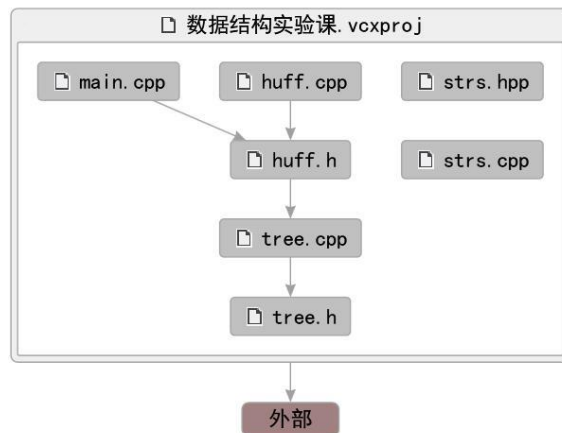 数据结构实验课.vcxproj
main.cpp huff.cpp strs.hpp
huff.h strs.cpp
tree.cpp
tree.h
外部